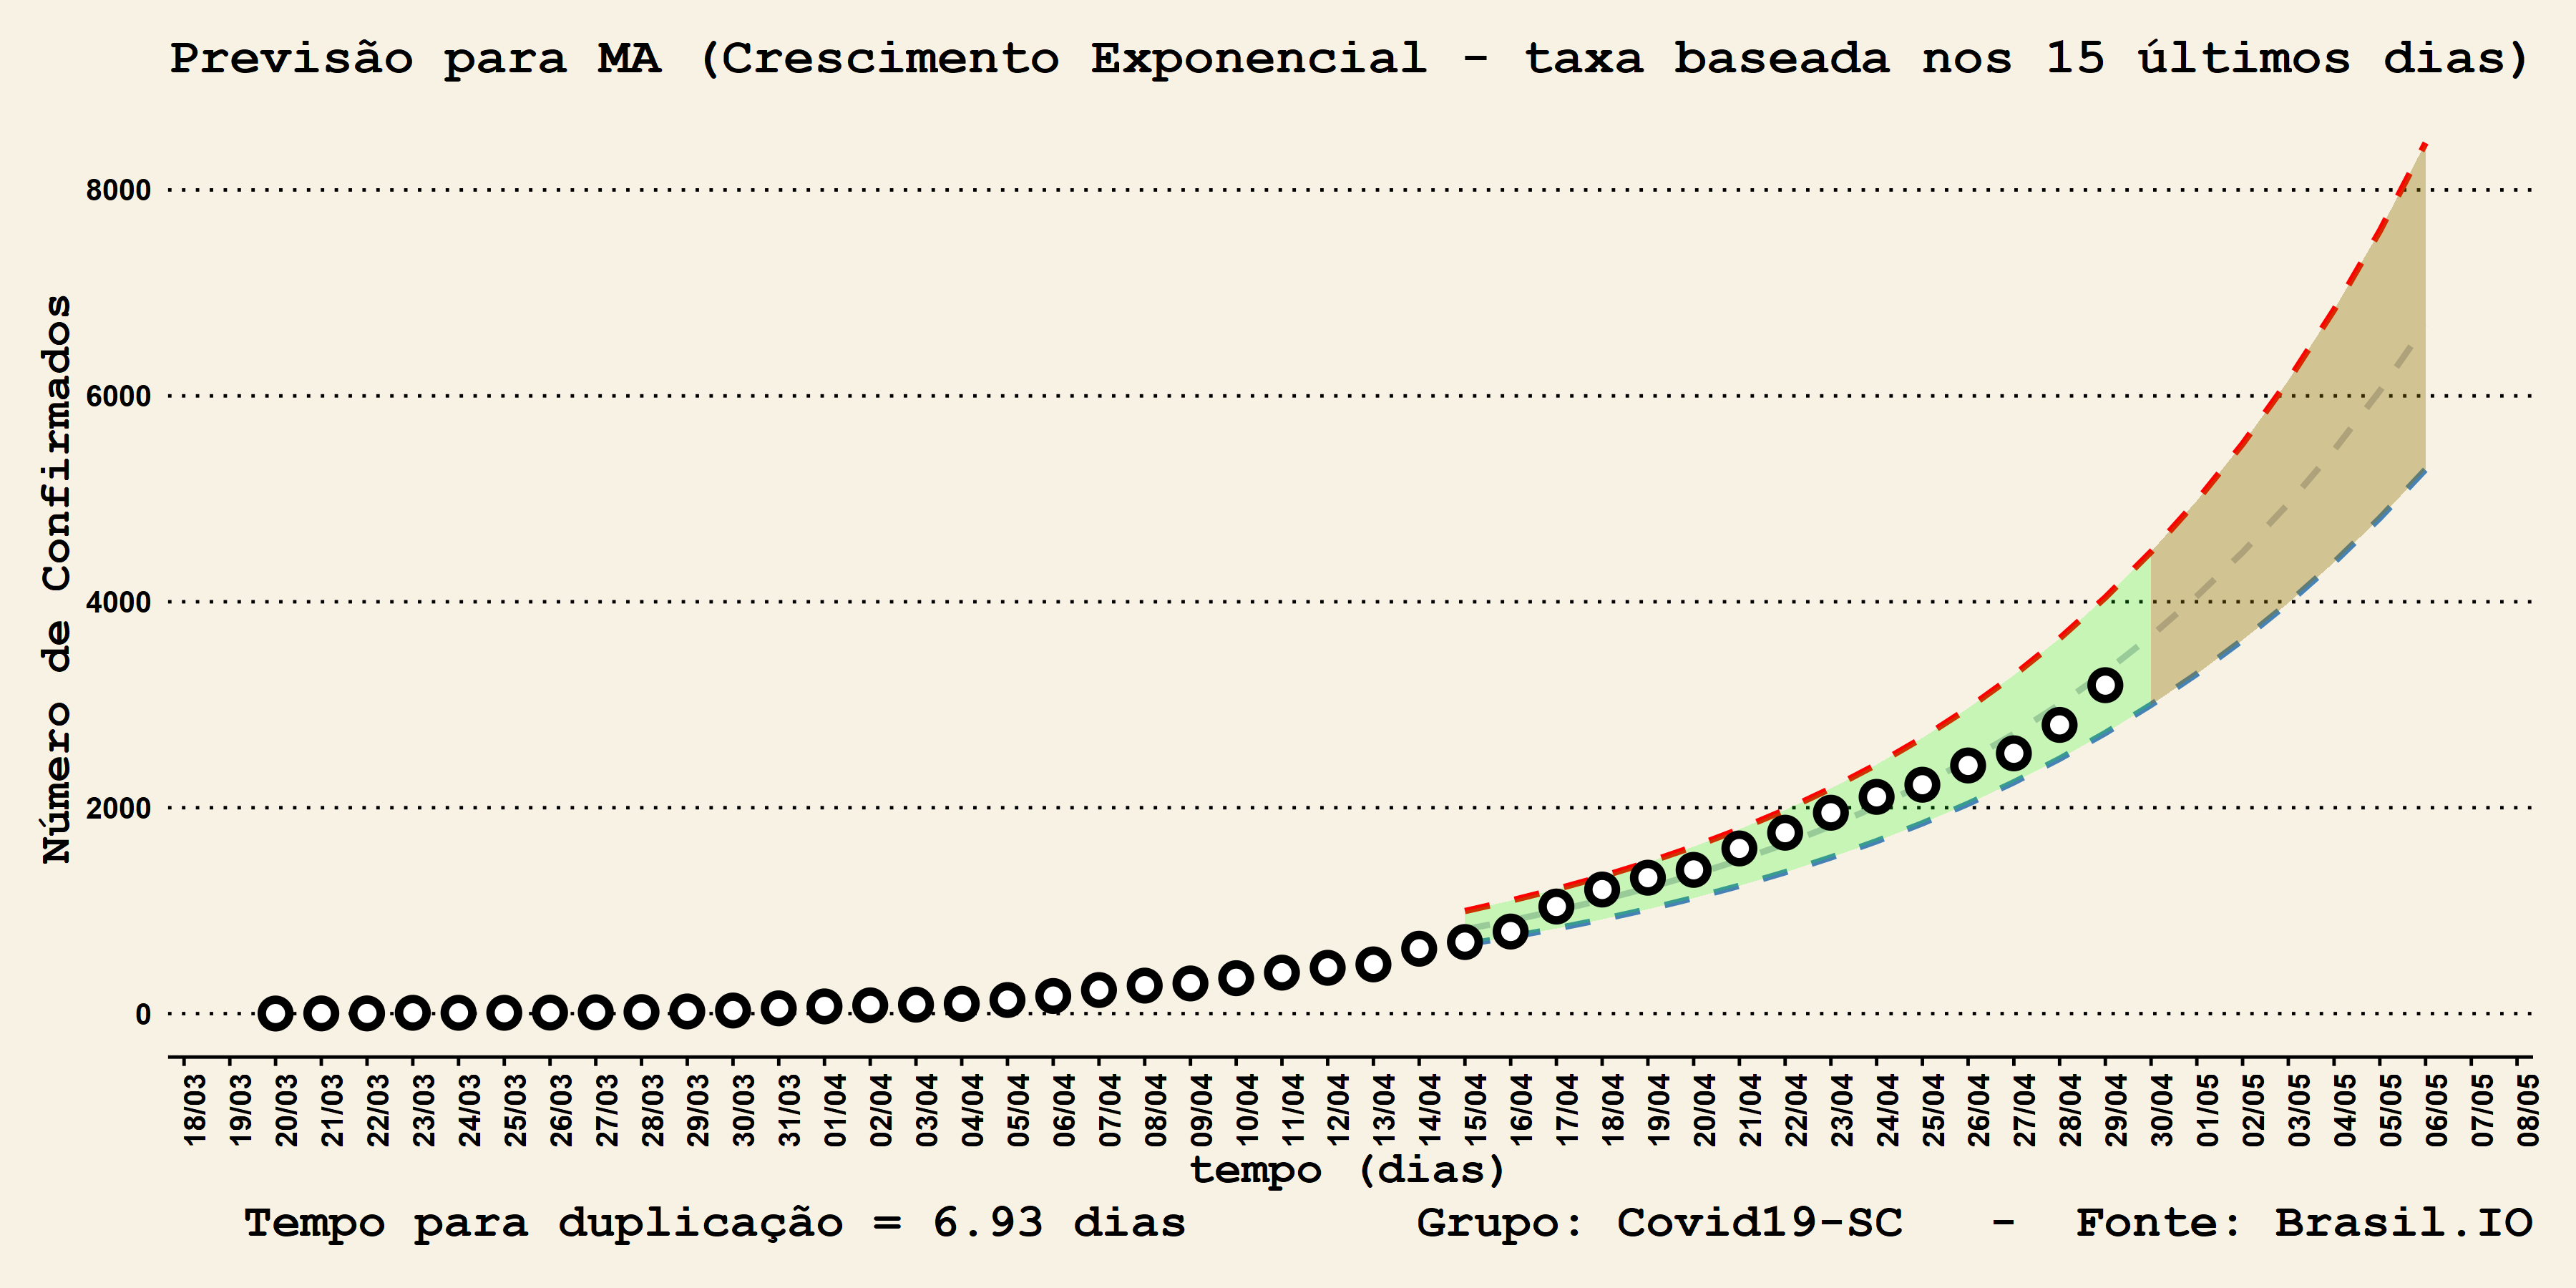 Previsão para MA (Crescimento Exponencial - taxa baseada nos 15 últimos dias)
Número de Confirmados
8000
6000
4000
2000
0
18/03 19/03 20/03 21/03 22/03 23/03 24/03 25/03 26/03 27/03 28/03 29/03 30/03 31/03 01/04 02/04 03/04 04/04 05/04 06/04 07/04 08/04 09/04 10/04 11/04 12/04 13/04 14/04 15/04 16/04 17/04 18/04 19/04 20/04 21/04 22/04 23/04 24/04 25/04 26/04 27/04 28/04 29/04 30/04 01/05 02/05 03/05 04/05 05/05 06/05 07/05 08/05
tempo (dias)
Tempo para duplicação = 6.93 dias Grupo: Covid19-SC - Fonte: Brasil.IO